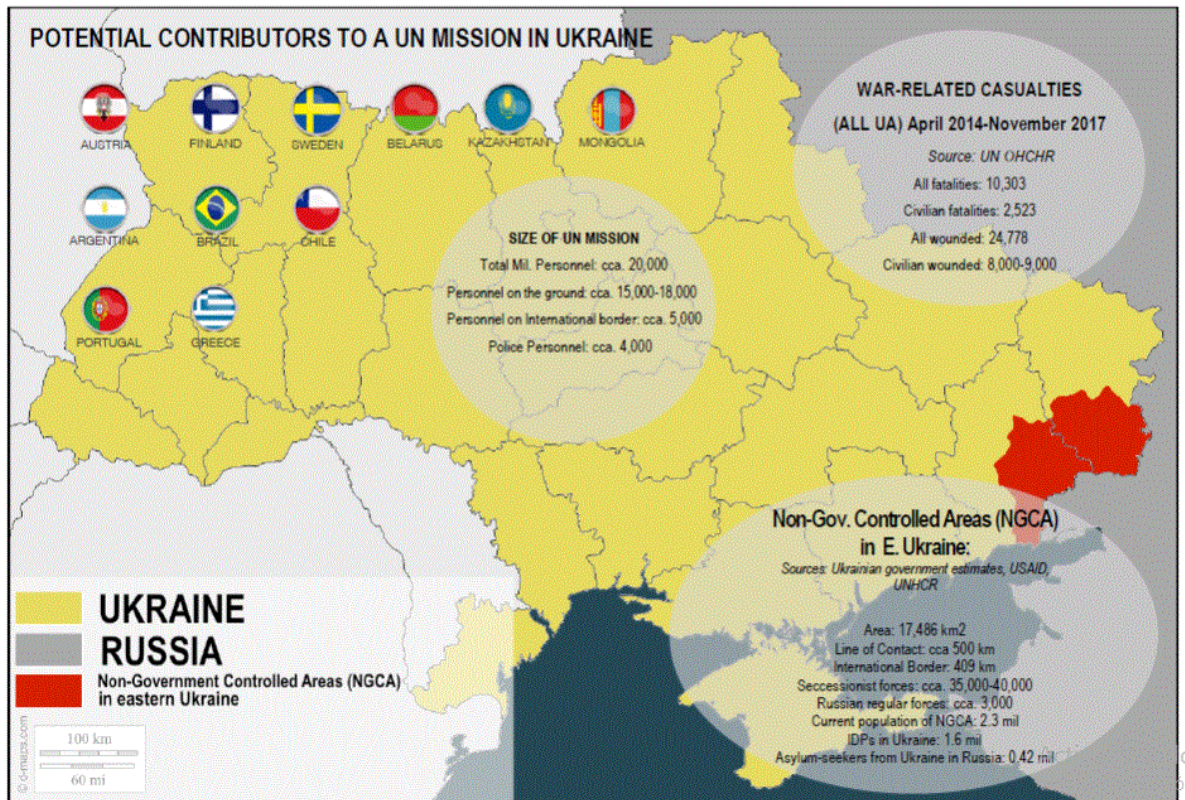 POTENTIAL CONTRIBUTORS TO A UN MISSION IN UKRAINE
AUSTRIA
FINLAND
SWEDEN
BELARUS
KAZAKHSTAN
MONGOLIA
ARGENTINA
BRAZIL
CHILE
PORTUGAL
GREECE
WAR-RELATED CASUALTIES
(ALL UA) April 2014-November 2017
Source: UN OHCHR
All fatalities: 10,303
Civilian fatalities: 2,523
All wounded: 24,778
Civilian wounded: 8,000-9,000
SIZE OF UN MISSION
Total Mil. Personnel: cca. 20,000
Personnel on the ground: cca. 15,000-18,000
Personnel on International border: cca. 5,000
Police Personnel: cca. 4,000
Non-Gov. Controlled Areas (NGCA)
in E. Ukraine:
Sources: Ukrainian government estimates, USAID,
UNHCR
Area: 17,486 km2
Line of Contact: cca 500 km
International Border: 409 km
Seccessionist forces: cca. 35,000-40,000
Russian regular forces: cca. 3,000
Current population of NGCA: 2.3 mil
IDPs in Ukraine: 1.6 mil
Asylum-seekers from Ukraine in Russia: 0.42 mil
UKRAINE
RUSSIA
Non-Government Controlled Areas (NGCA)
in eastern Ukraine
100 km
60 mi
© d-maps.com